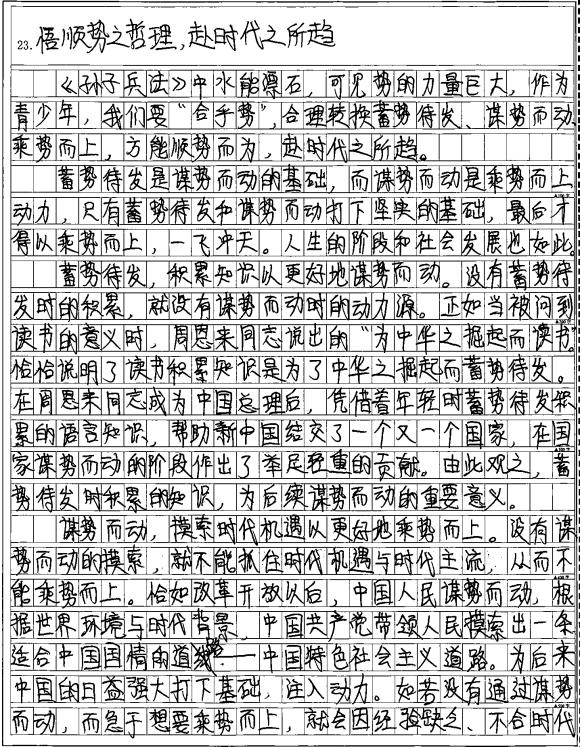 23. 悟顺势之哲理,赴时代之所趋
《孙子兵法》中水能漂石,可见势的力量巨大,作为
青少年,我们要“合乎势”,合理转换蓄势待发、谋势而动
乘势而上,方能顺势而为,赴时代之所趋。
蓄势待发是谋势而动的基础,而谋势而动是乘势而上
动力,只有蓄势待发和谋势而动打下坚实的基础,最后才
得以乘势而上,一飞冲天。人生的阶段和社会发展也如此
蓄势待发,积累知识以更好地谋势而动。没有蓄势待
发时的积累,就没有谋势而动时的动力源。正如当被问到
读书的意义时,周恩来同志说出的“为中华之掘起而读书”
恰恰说明了读书积累知识是为了中华之掘起而蓄势待发。
在周恩来同志成为中国总理后,凭借着年轻时蓄势待发积
累的语言知识,帮助新中国结交了一个又一个国家,在国
家谋势而动的阶段作出了举足轻重的贡献。由此观之,蓄
势待发时积累的知识,为后续谋势而动的重要意义。
谋势而动,摸索时代机遇以更好地乘势而上。没有谋
势而动的摸索,就不能抓住时代机遇与时代主流,从而不
能乘势而上。恰如改革开放以后,中国人民谋势而动,根
据世界环境与时代背景,中国共产党带领人民摸索出一条
适合中国国情的道路——中国特色社会主义道路。为后来
中国的日益强大打下基础,注入动力。如若没有通过谋势
而动,而急于想要乘势而上,就会因经验缺乏、不合时代